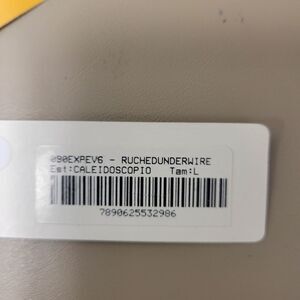 090EXPEV6 - RUCHEDUNDERWIRE
Est:CALEIDOSCOPIO Tam:L
7890625532986